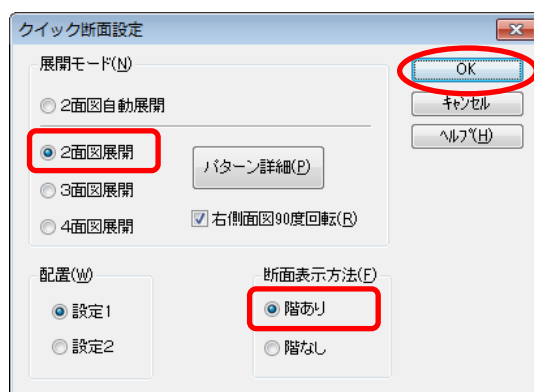 クイック断面設定
展開モード(N)
2面図自動展開
2面図展開
3面図展開
4面図展開
パターン詳細(P)
右側面図90度回転(R)
OK
キャンセル
ヘルプ(H)
配置(W)
設定1
設定2
断面表示方法(F)
階あり
階なし